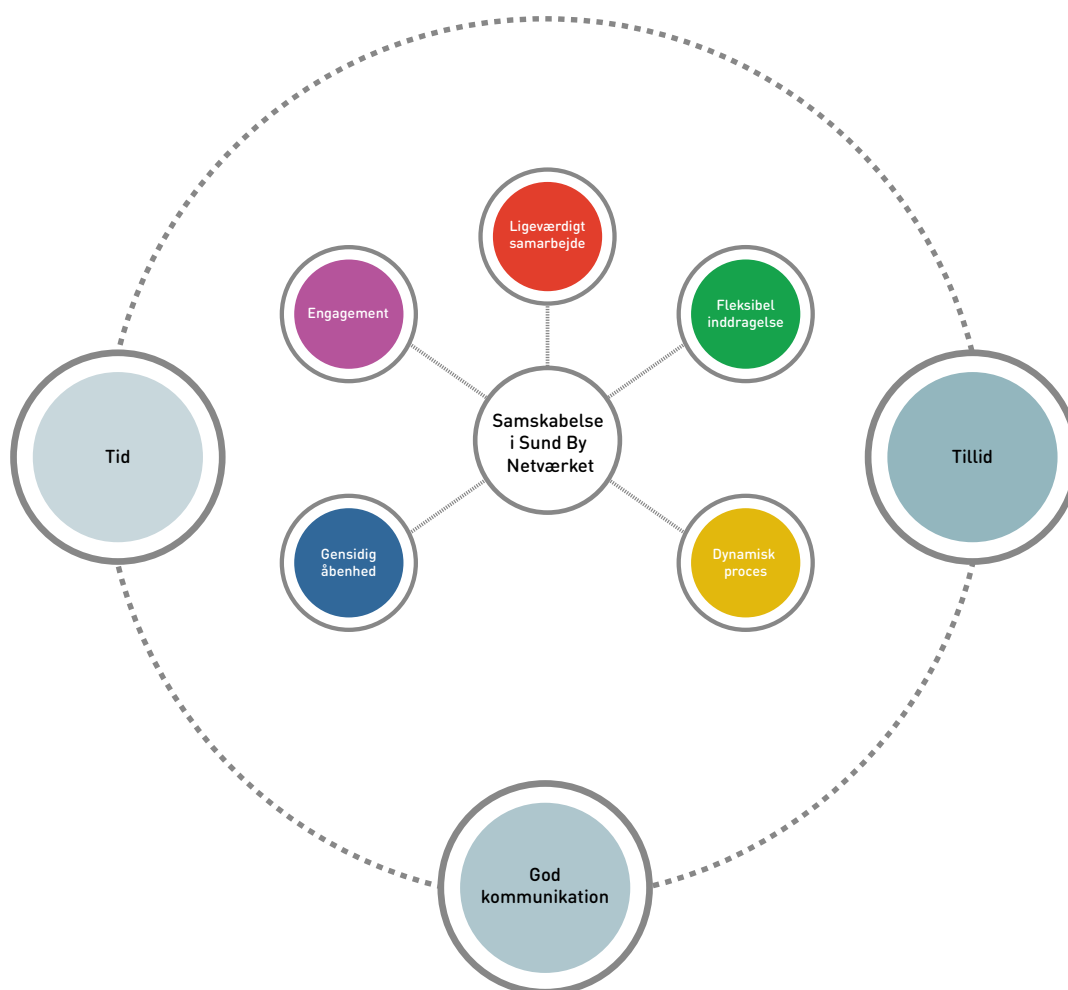 Ligeværdigt
samarbejde
Engagement
Fleksibel
inddragelse
Samskabelse
i Sund By
Netværket
Tid
Tillid
Gensidig
åbenhed
Dynamisk
proces
God
kommunikation